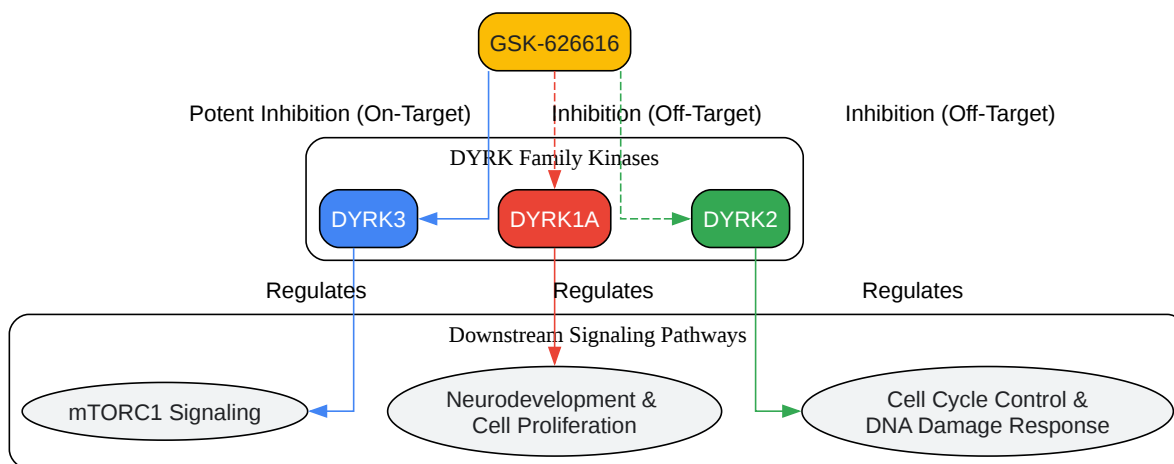 GSK-626616
Potent Inhibition (On-Target)
Inhibition (Off-Target)
Inhibition (Off-Target)
DYRK Family Kinases
DYRK3
DYRK1A
DYRK2
Regulates
Regulates
Regulates
Downstream Signaling Pathways
mTORC1 Signaling
Neurodevelopment &
Cell Proliferation
Cell Cycle Control &
DNA Damage Response